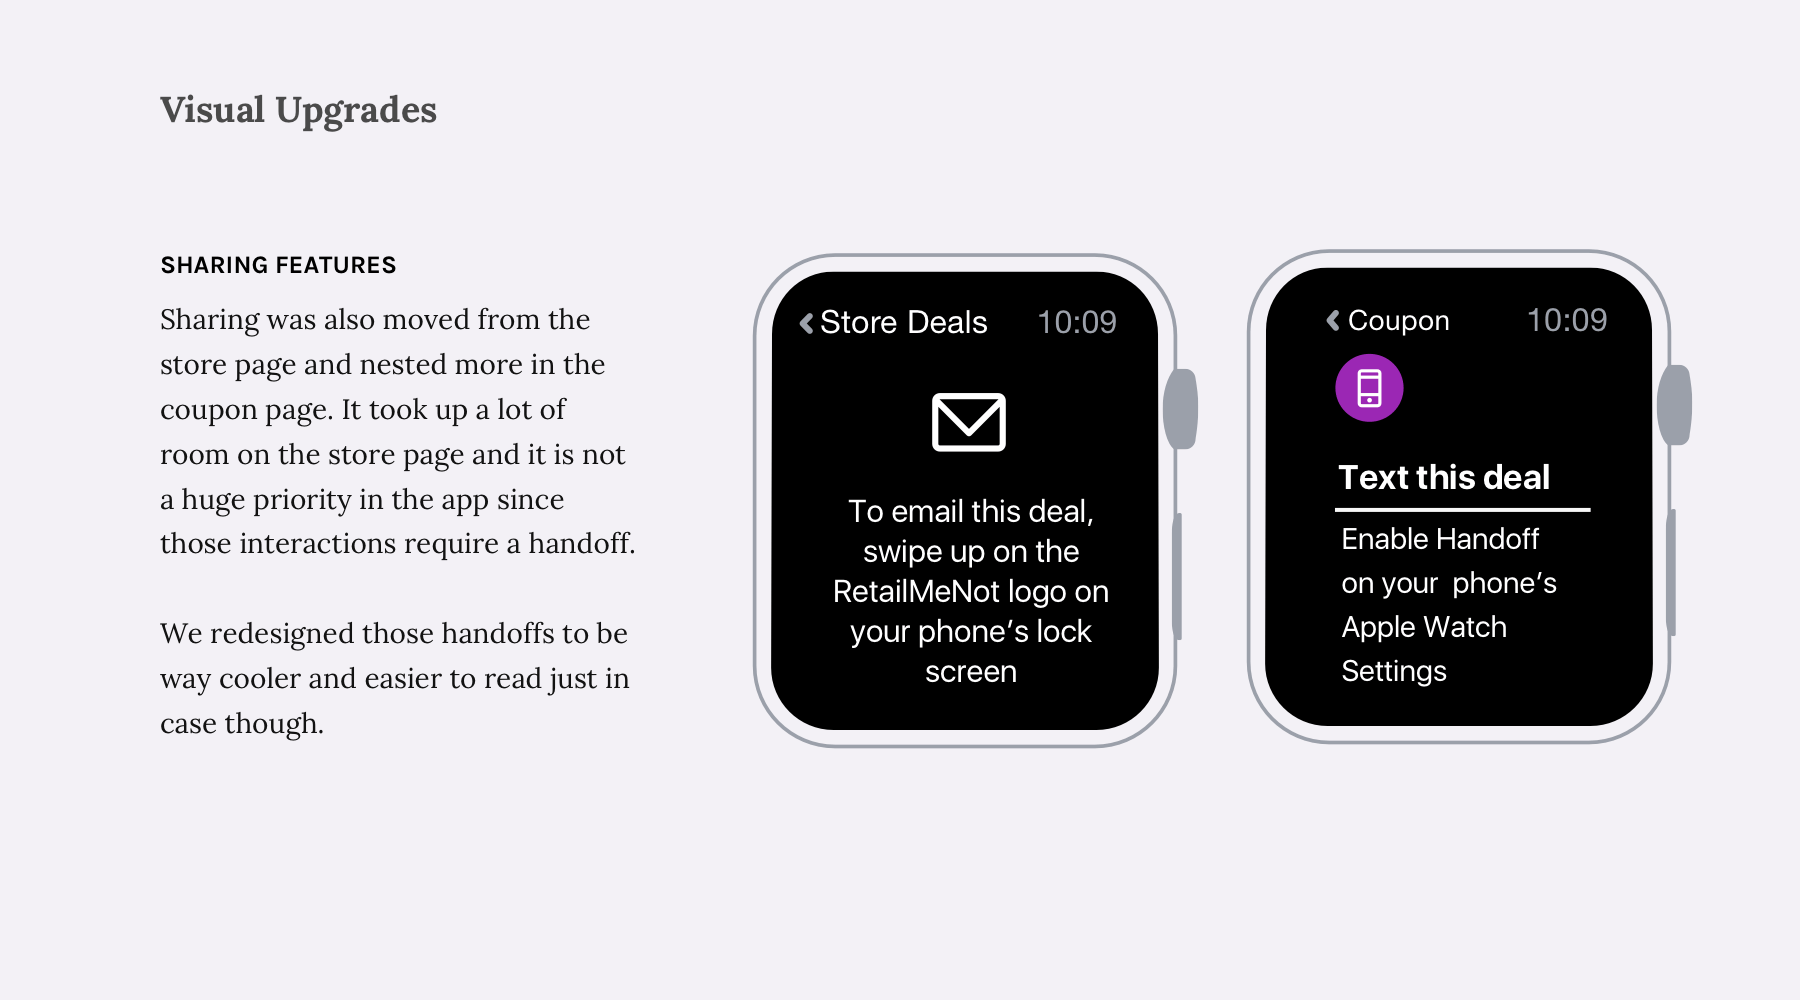 Visual Upgrades
SHARING FEATURES
Sharing was also moved from the
store page and nested more in the
coupon page. It took up a lot of
room on the store page and it is not
a huge priority in the app since
those interactions require a handoff.
We redesigned those handoffs to be
way cooler and easier to read just in
case though.
Store Deals 10:09
To email this deal,
swipe up on the
RetailMeNot logo on
your phone’s lock
screen
Coupon 10:09
Text this deal
Enable Handoff
on your phone’s
Apple Watch
Settings